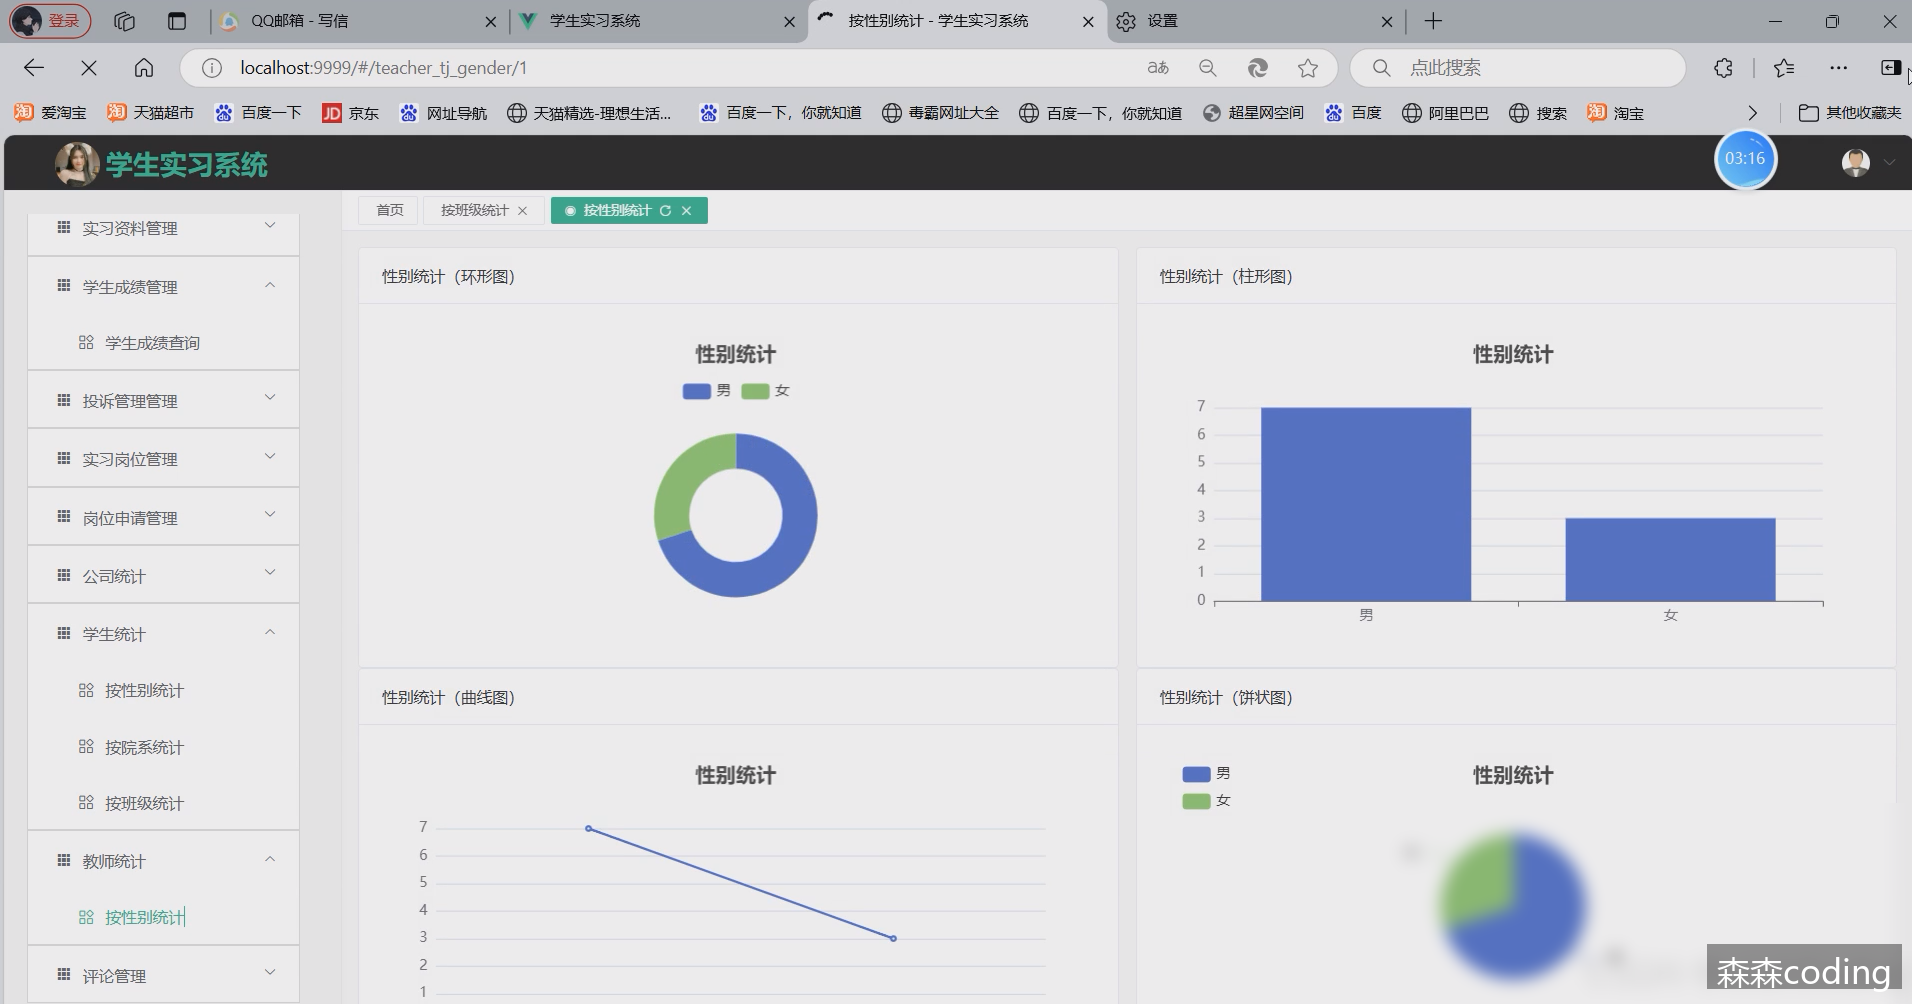 登录
QQ邮箱 - 写信
学生实习系统
按性别统计 - 学生实习系统
设置
localhost:9999/#/teacher_tj_gender/1
aあ
点此搜索
爱淘宝
天猫超市
百度一下
JD 京东
网址导航
天猫精选-理想生活...
百度一下，你就知道
毒霸网址大全
百度一下，你就知道
超星网空间
百度
阿里巴巴
搜索
淘 淘宝
其他收藏夹
学生实习系统
03:16
首页
按班级统计
按性别统计
实习资料管理
学生成绩管理
学生成绩查询
投诉管理管理
实习岗位管理
岗位申请管理
公司统计
学生统计
按性别统计
按院系统计
按班级统计
教师统计
按性别统计
评论管理
性别统计（环形图）
性别统计
男 女
性别统计（柱形图）
性别统计
7
6
5
4
3
2
1
0
男 女
性别统计（曲线图）
性别统计
7
6
5
4
3
2
1
性别统计（饼状图）
男
女
性别统计
森森coding